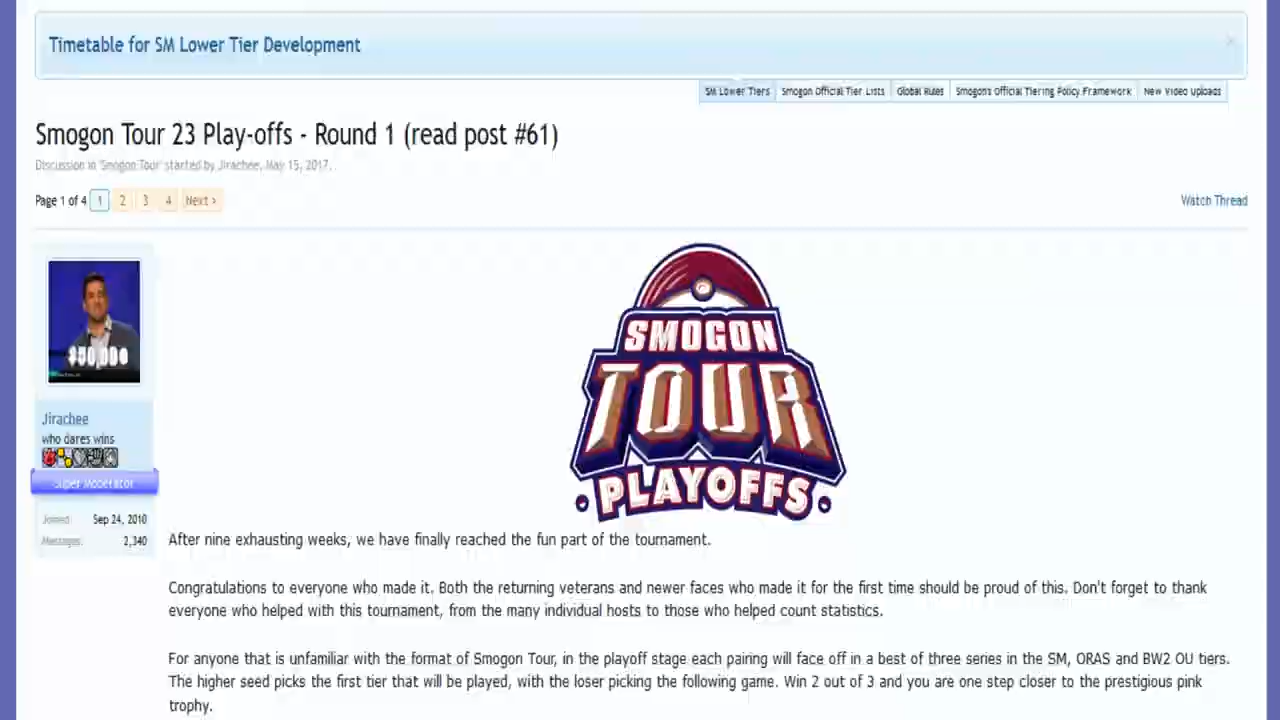 Timetable for SM Lower Tier Development
SM Lower Tiers
Smogon Official Tier Lists
Global Rules
Smogon's Official Tiering Policy Framework
New Video Uploads
Smogon Tour 23 Play-offs - Round 1 (read post #61)
Discussion in 'Smogon Tour' started by Jirachee, May 15, 2017.
Page 1 of 4 1 2 3 4 Next >
Watch Thread
SMOGON
TOUR
PLAYOFFS
$50,000
Jirachee
who dares wins
Super Moderator
Joined: Sep 24, 2010
Messages: 2,340
After nine exhausting weeks, we have finally reached the fun part of the tournament.
Congratulations to everyone who made it. Both the returning veterans and newer faces who made it for the first time should be proud of this. Don't forget to thank
everyone who helped with this tournament, from the many individual hosts to those who helped count statistics.
For anyone that is unfamiliar with the format of Smogon Tour, in the playoff stage each pairing will face off in a best of three series in the SM, ORAS and BW2 OU tiers.
The higher seed picks the first tier that will be played, with the loser picking the following game. Win 2 out of 3 and you are one step closer to the prestigious pink
trophy.